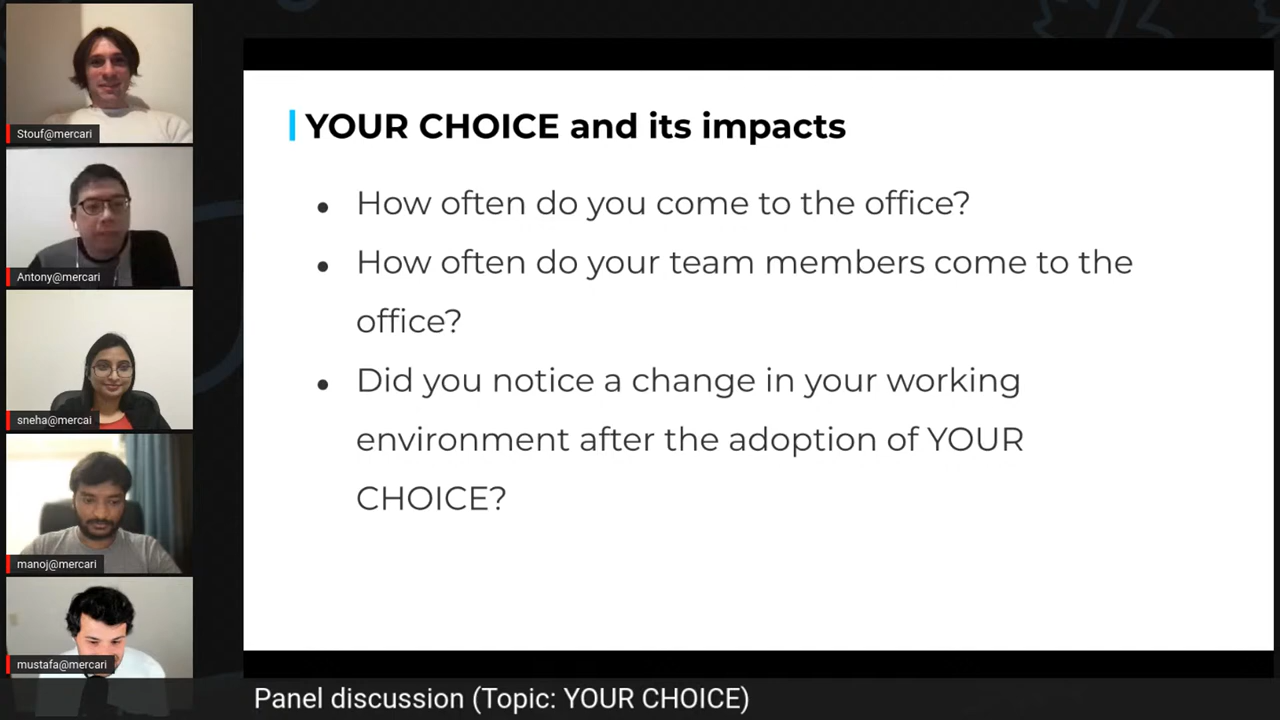 Stouf@mercari
Antony@mercari
sneha@mercai
manoj@mercari
mustafa@mercari
YOUR CHOICE and its impacts
• How often do you come to the office?
• How often do your team members come to the
office?
• Did you notice a change in your working
environment after the adoption of YOUR
CHOICE?
Panel discussion (Topic: YOUR CHOICE)